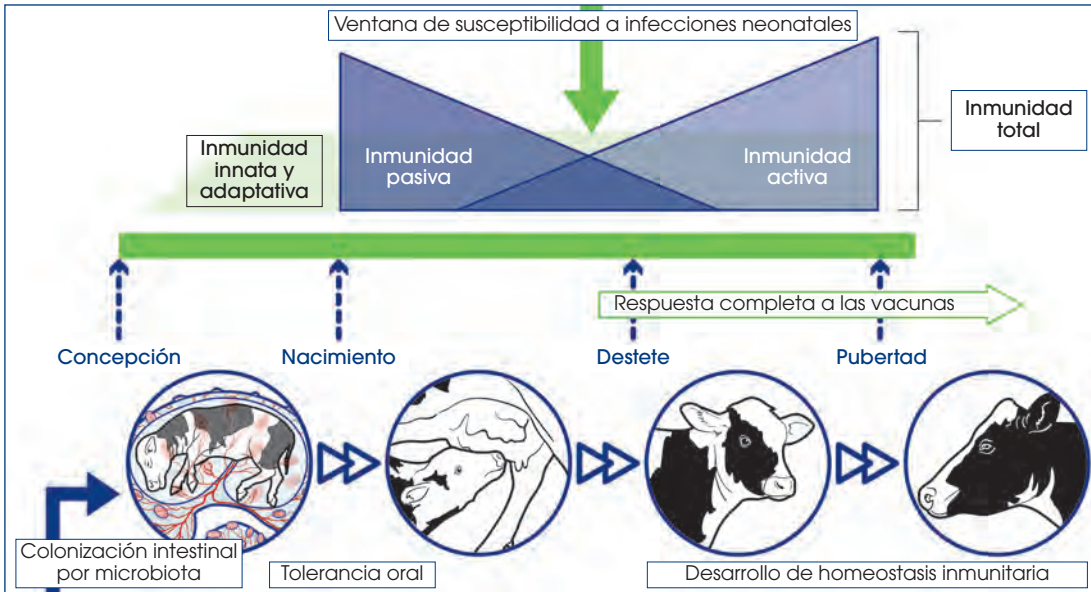 Ventana de susceptibilidad a infecciones neonatales
Inmunidad
innata y
adaptativa
Inmunidad
pasiva
Inmunidad
activa
Inmunidad
total
Respuesta completa a las vacunas
Concepción
Nacimiento
Destete
Pubertad
Colonización intestinal
por microbiota
Tolerancia oral
Desarrollo de homeostasis inmunitaria